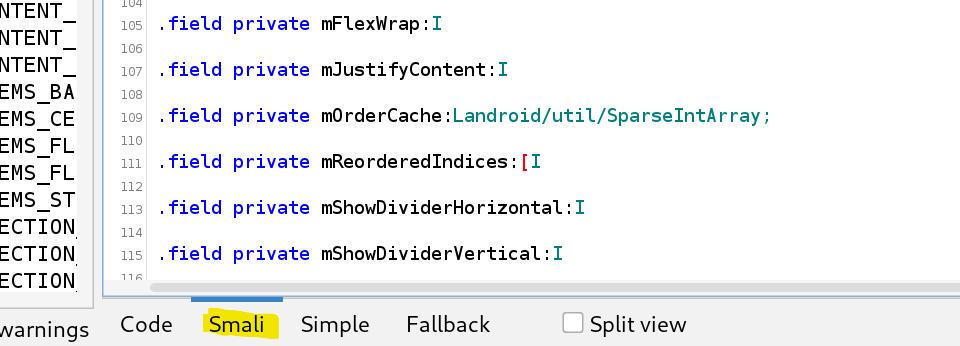 NTENT_
NTENT_
NTENT_
EMS_BA
EMS_CE
EMS_FL
EMS_FL
EMS_ST
ECTION_
ECTION_
ECTION_
warnings
104
105 .field private mFlexWrap:I
106
107 .field private mJustifyContent:I
108
109 .field private mOrderCache:Landroid/util/SparseIntArray;
110
111 .field private mReorderedIndices:[I
112
113 .field private mShowDividerHorizontal:I
114
115 .field private mShowDividerVertical:I
116
Code Smali Simple Fallback Split view